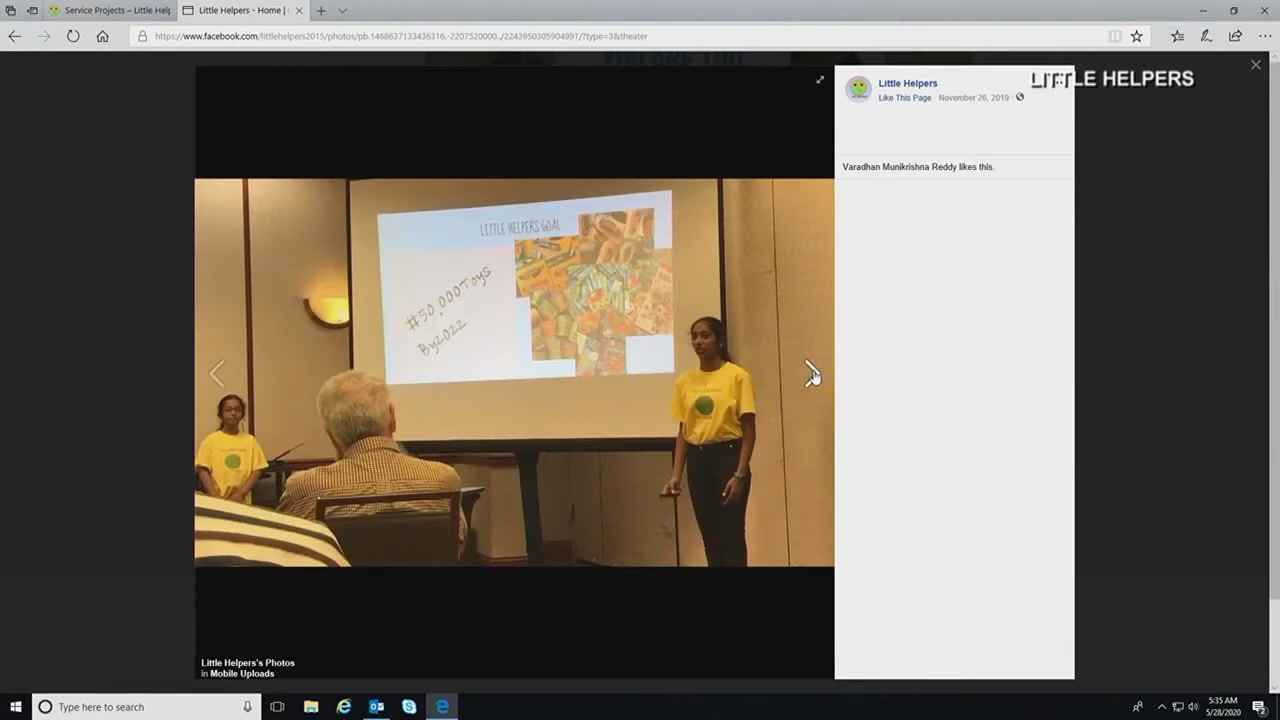 Service Projects – Little Help
Little Helpers - Home |
https://www.facebook.com/littlehelpers2015/photos/pb.1468637133436316.-2207520000../2243950305904991/?type=3&theater
LITTLE HELPERS
Little Helpers
Like This Page · November 26, 2019
Varadhan Munikrishna Reddy likes this.
LITTLE HELPERS GOAL
#50,000 Toys
By 2022
Little Helpers's Photos
in Mobile Uploads
Type here to search
5:35 AM
5/28/2020
2